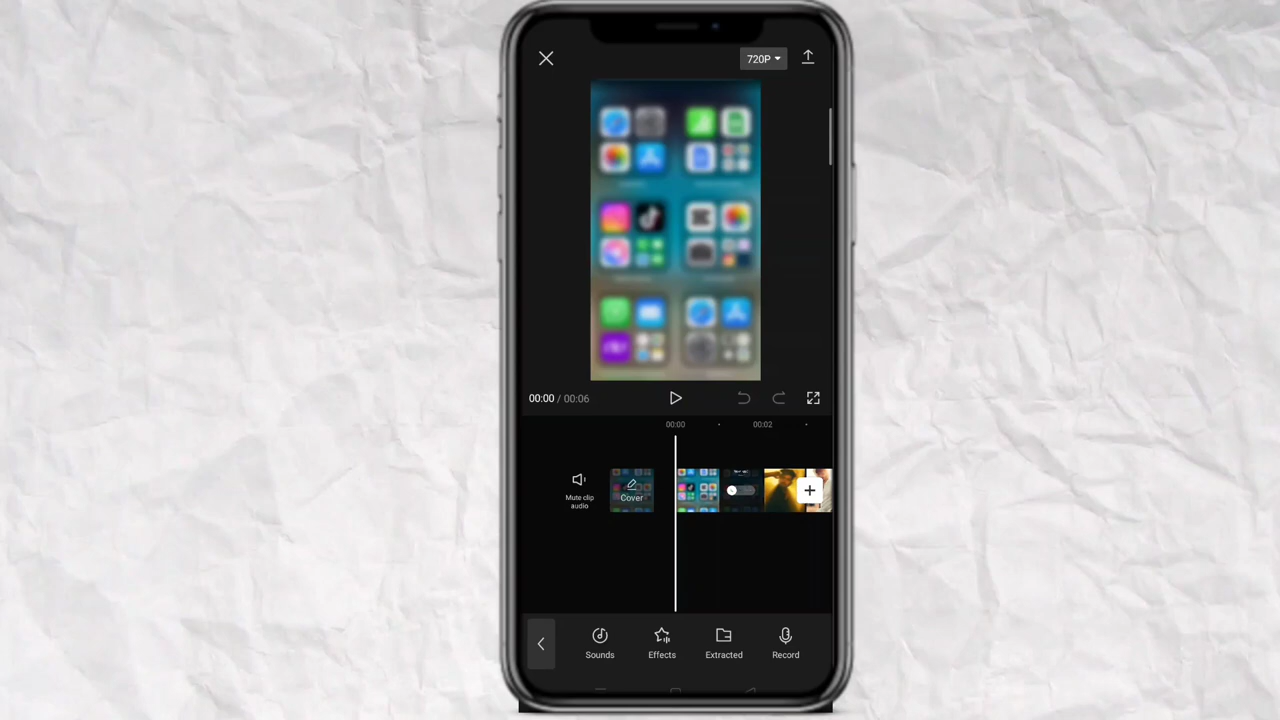 720P
00:00 / 00:06
00:00
00:02
Mute clip
audio
Cover
Sounds
Effects
Extracted
Record